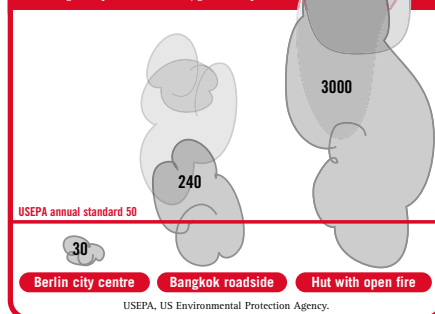 3000
240
USEPA annual standard 50
30
Berlin city centre
Bangkok roadside
Hut with open fire
USEPA, US Environmental Protection Agency.